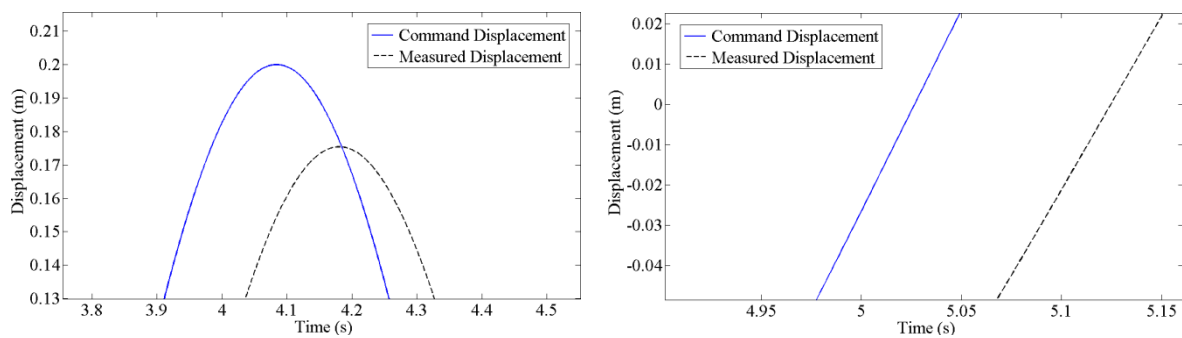 0.21
0.2
0.19
0.18
0.17
0.16
0.15
0.14
0.13
Displacement (m)
Command Displacement
Measured Displacement
3.8 3.9 4 4.1 4.2 4.3 4.4 4.5
Time (s)
0.02
0.01
0
-0.01
-0.02
-0.03
-0.04
Displacement (m)
Command Displacement
Measured Displacement
4.95 5 5.05 5.1 5.15
Time (s)